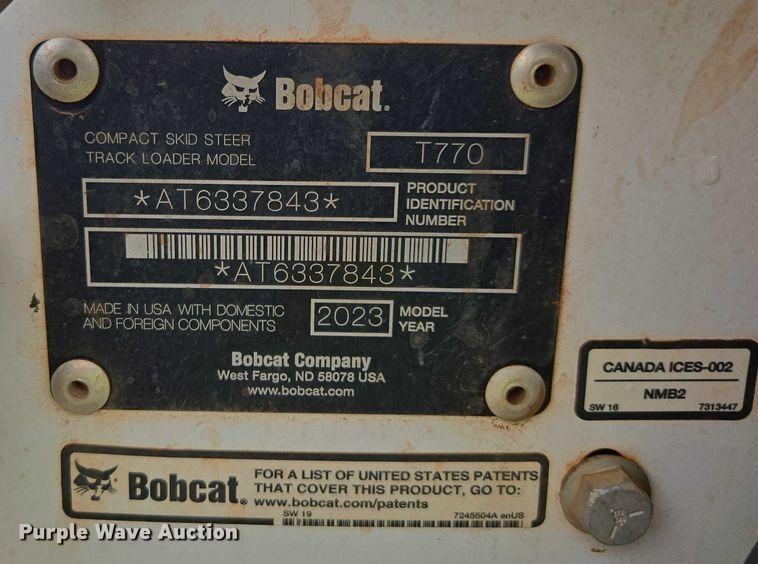 Bobcat®
COMPACT SKID STEER
TRACK LOADER MODEL
T770
*AT6337843*
PRODUCT
IDENTIFICATION
NUMBER
*AT6337843*
MADE IN USA WITH DOMESTIC
AND FOREIGN COMPONENTS
2023
MODEL
YEAR
Bobcat Company
West Fargo, ND 58078 USA
www.bobcat.com
CANADA ICES-002
NMB2
SW 16 7313447
Bobcat®
FOR A LIST OF UNITED STATES PATENTS
THAT COVER THIS PRODUCT, GO TO:
www.bobcat.com/patents
SW 19 7245504A enUS
Purple Wave Auction